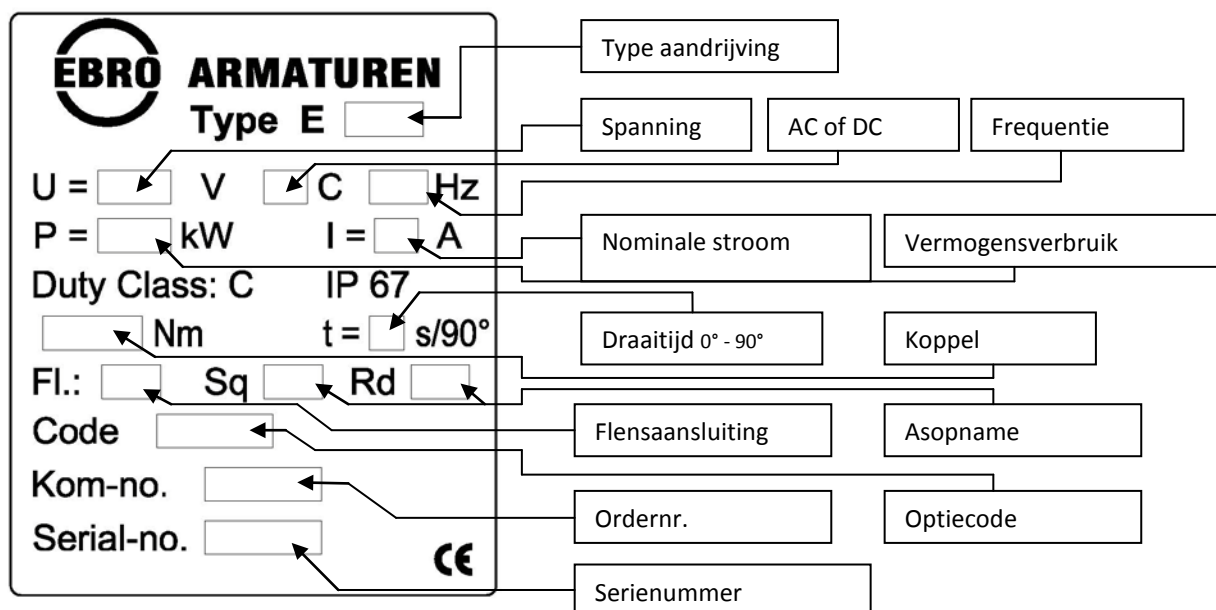 EBRO ARMATUREN
Type E
U = V C Hz
P = kW I = A
Duty Class: C IP 67
Nm t = s/90°
Fl.: Sq Rd
Code
Kom-no.
Serial-no.
CE
Type aandrijving
Spanning
AC of DC
Frequentie
Nominale stroom
Vermogensverbruik
Draaitijd 0° - 90°
Koppel
Flensaansluiting
Asopname
Ordernr.
Optiecode
Serienummer